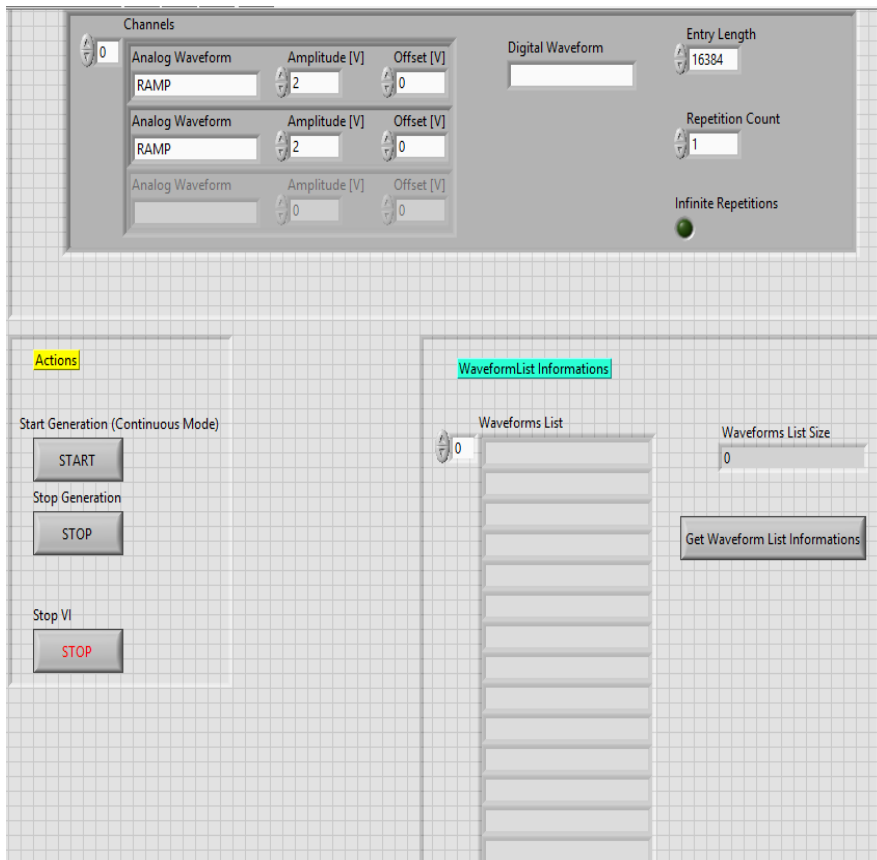 Channels
0
Analog Waveform Amplitude [V] Offset [V]
RAMP 2 0
Analog Waveform Amplitude [V] Offset [V]
RAMP 2 0
Analog Waveform Amplitude [V] Offset [V]
0 0
Digital Waveform
Entry Length
16384
Repetition Count
1
Infinite Repetitions
Actions
Start Generation (Continuous Mode)
START
Stop Generation
STOP
Stop VI
STOP
WaveformList Informations
Waveforms List
0
Waveforms List Size
0
Get Waveform List Informations